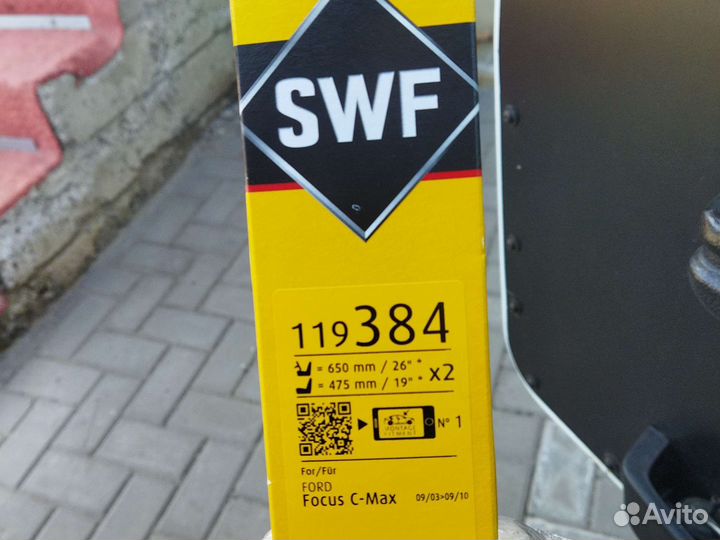 SWF
119384
= 650 mm / 26" *
= 475 mm / 19" * x2
MONTAGE
FITMENT
N° 1
For/Für
FORD
Focus C-Max 09/03>09/10
Avito